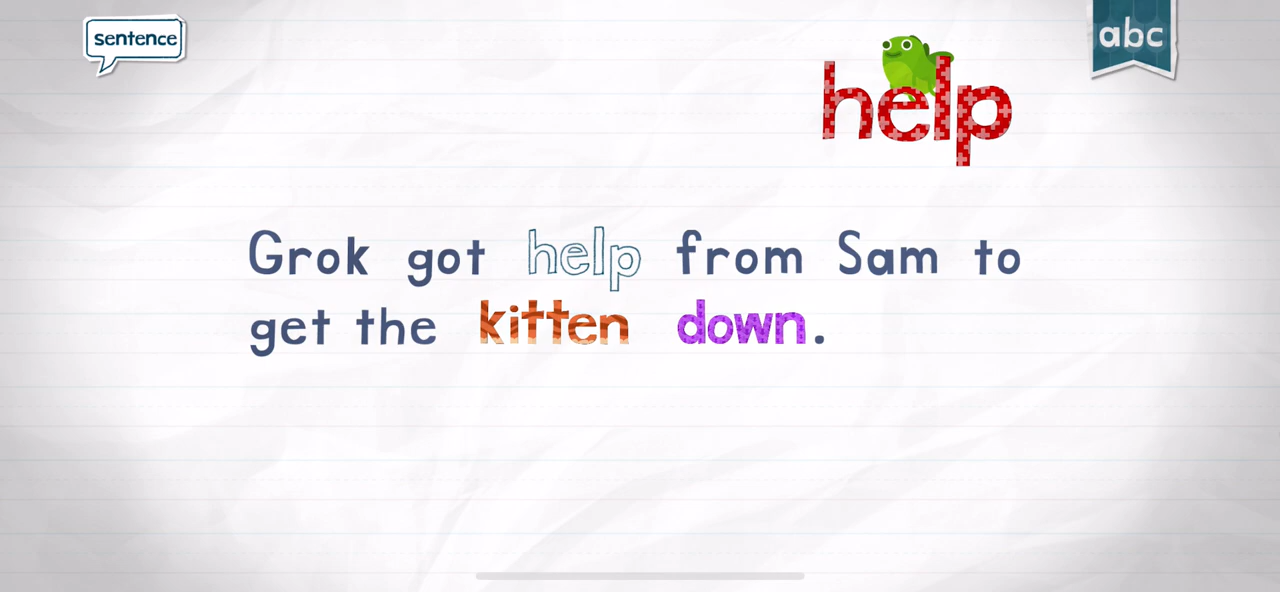 sentence
abc
help
Grok got help from Sam to
get the kitten down.